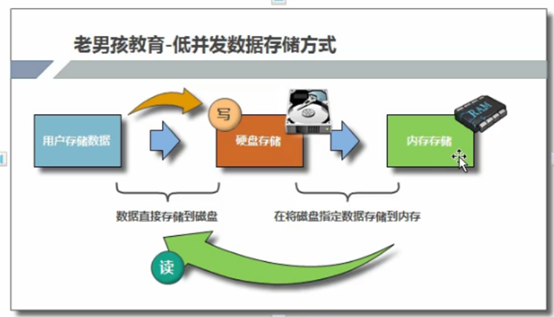 老男孩教育-低并发数据存储方式
写
用户存储数据
硬盘存储
内存存储
RAM
数据直接存储到磁盘
在将磁盘指定数据存储到内存
读